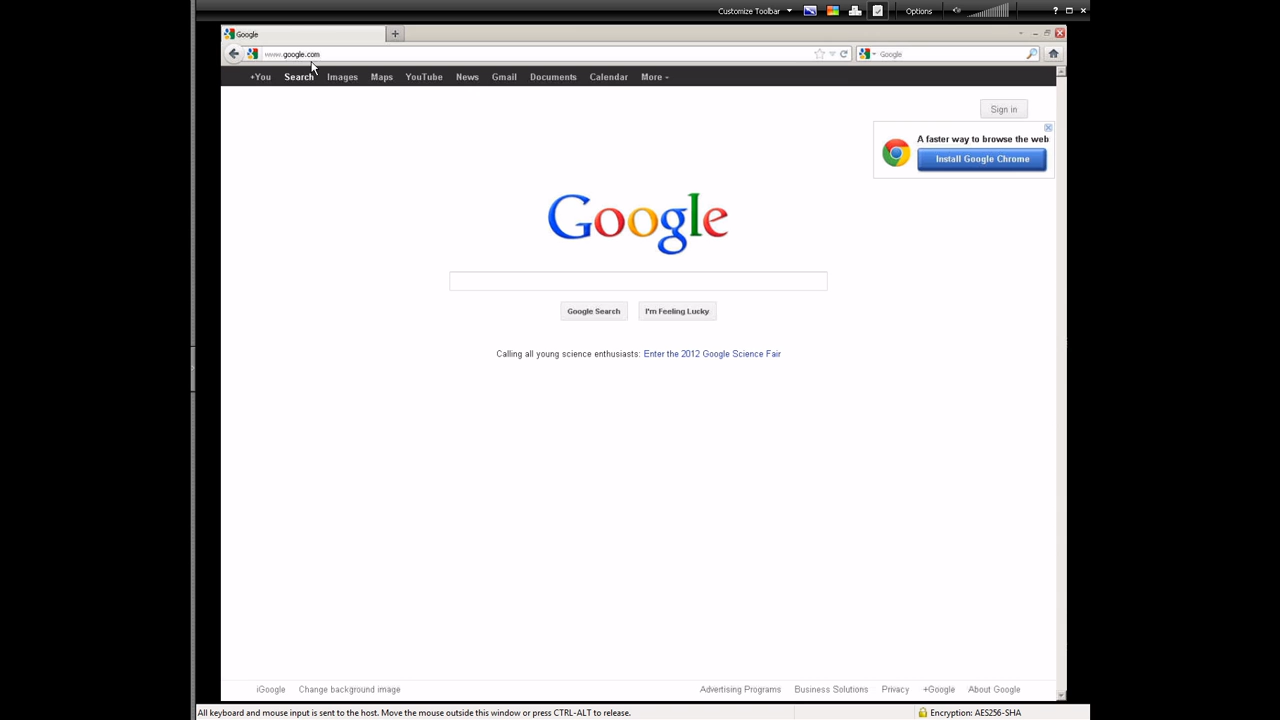 Customize Toolbar
Options
Google
www.google.com
Google
+You Search Images Maps YouTube News Gmail Documents Calendar More
Sign in
A faster way to browse the web
Install Google Chrome
Google
Google Search
I'm Feeling Lucky
Calling all young science enthusiasts: Enter the 2012 Google Science Fair
iGoogle Change background image Advertising Programs Business Solutions Privacy +Google About Google
All keyboard and mouse input is sent to the host. Move the mouse outside this window or press CTRL-ALT to release.
Encryption: AES256-SHA